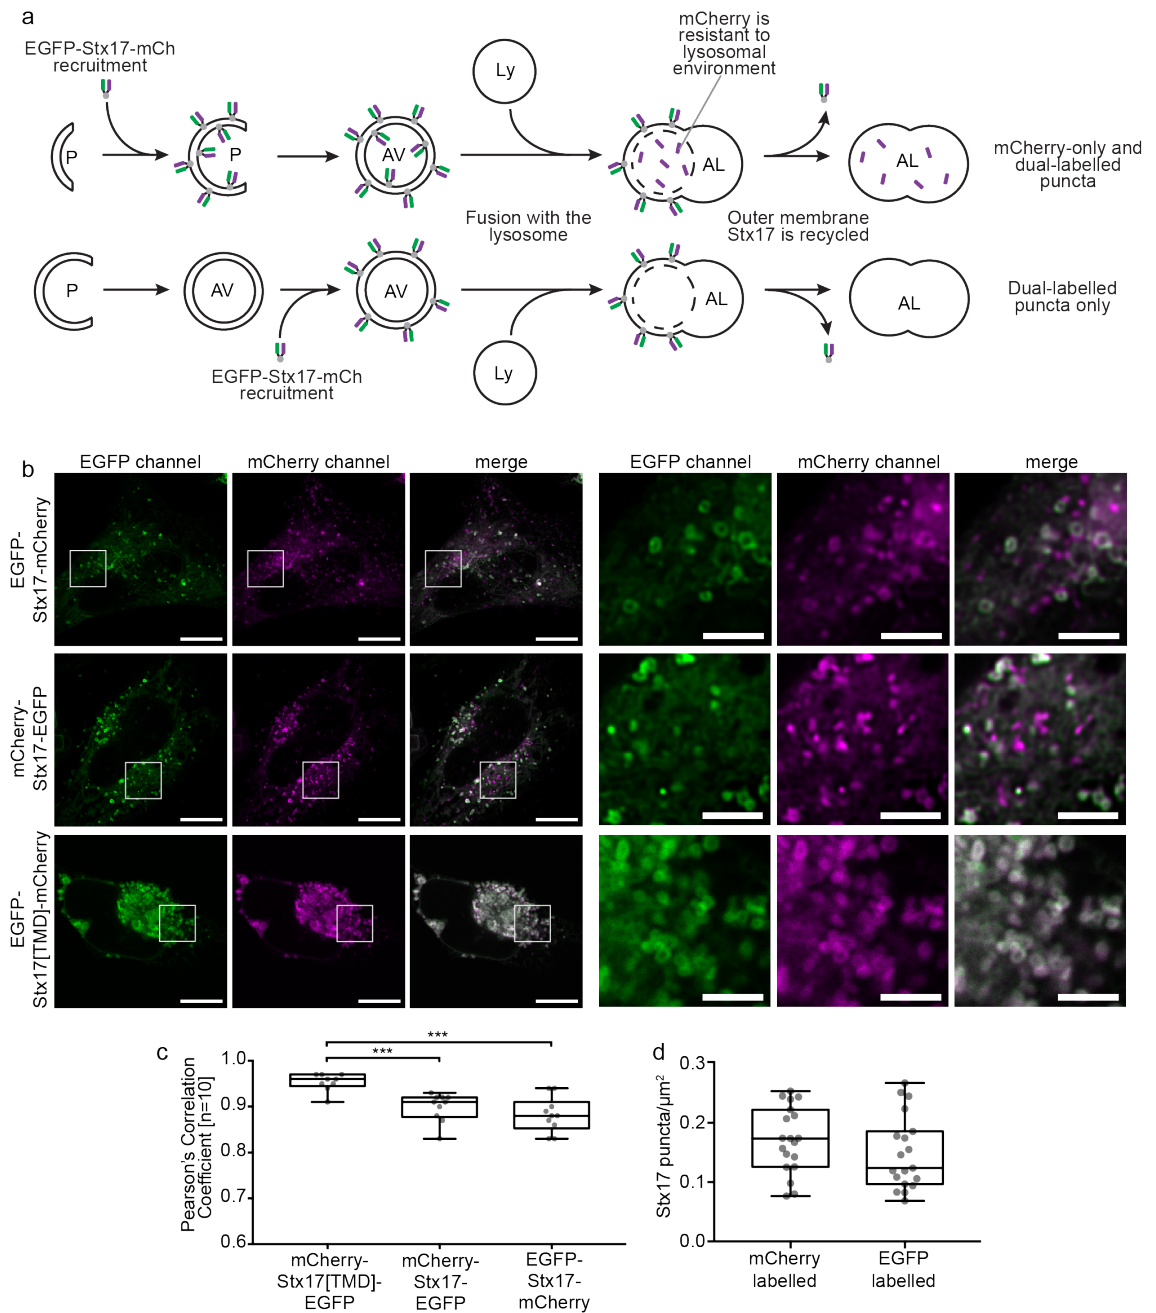 a
EGFP-Stx17-mCh
recruitment
mCherry is
resistant to
lysosomal
environment
Ly
P
P
AV
AL
AL
mCherry-only and
dual-labelled
puncta
Fusion with the
lysosome
Outer membrane
Stx17 is recycled
P
AV
AV
AL
AL
Dual-labelled
puncta only
EGFP-Stx17-mCh
recruitment
Ly
b
EGFP channel
mCherry channel
merge
EGFP channel
mCherry channel
merge
EGFP-
Stx17-mCherry
mCherry-
Stx17-EGFP
EGFP-
Stx17[TMD]-mCherry
c
Pearson's Correlation
Coefficient [n=10]
1.0
0.9
0.8
0.7
0.6
***
***
mCherry-
Stx17[TMD]-
EGFP
mCherry-
Stx17-
EGFP
EGFP-
Stx17-
mCherry
d
Stx17 puncta/µm²
0.3
0.2
0.1
0.0
mCherry
labelled
EGFP
labelled